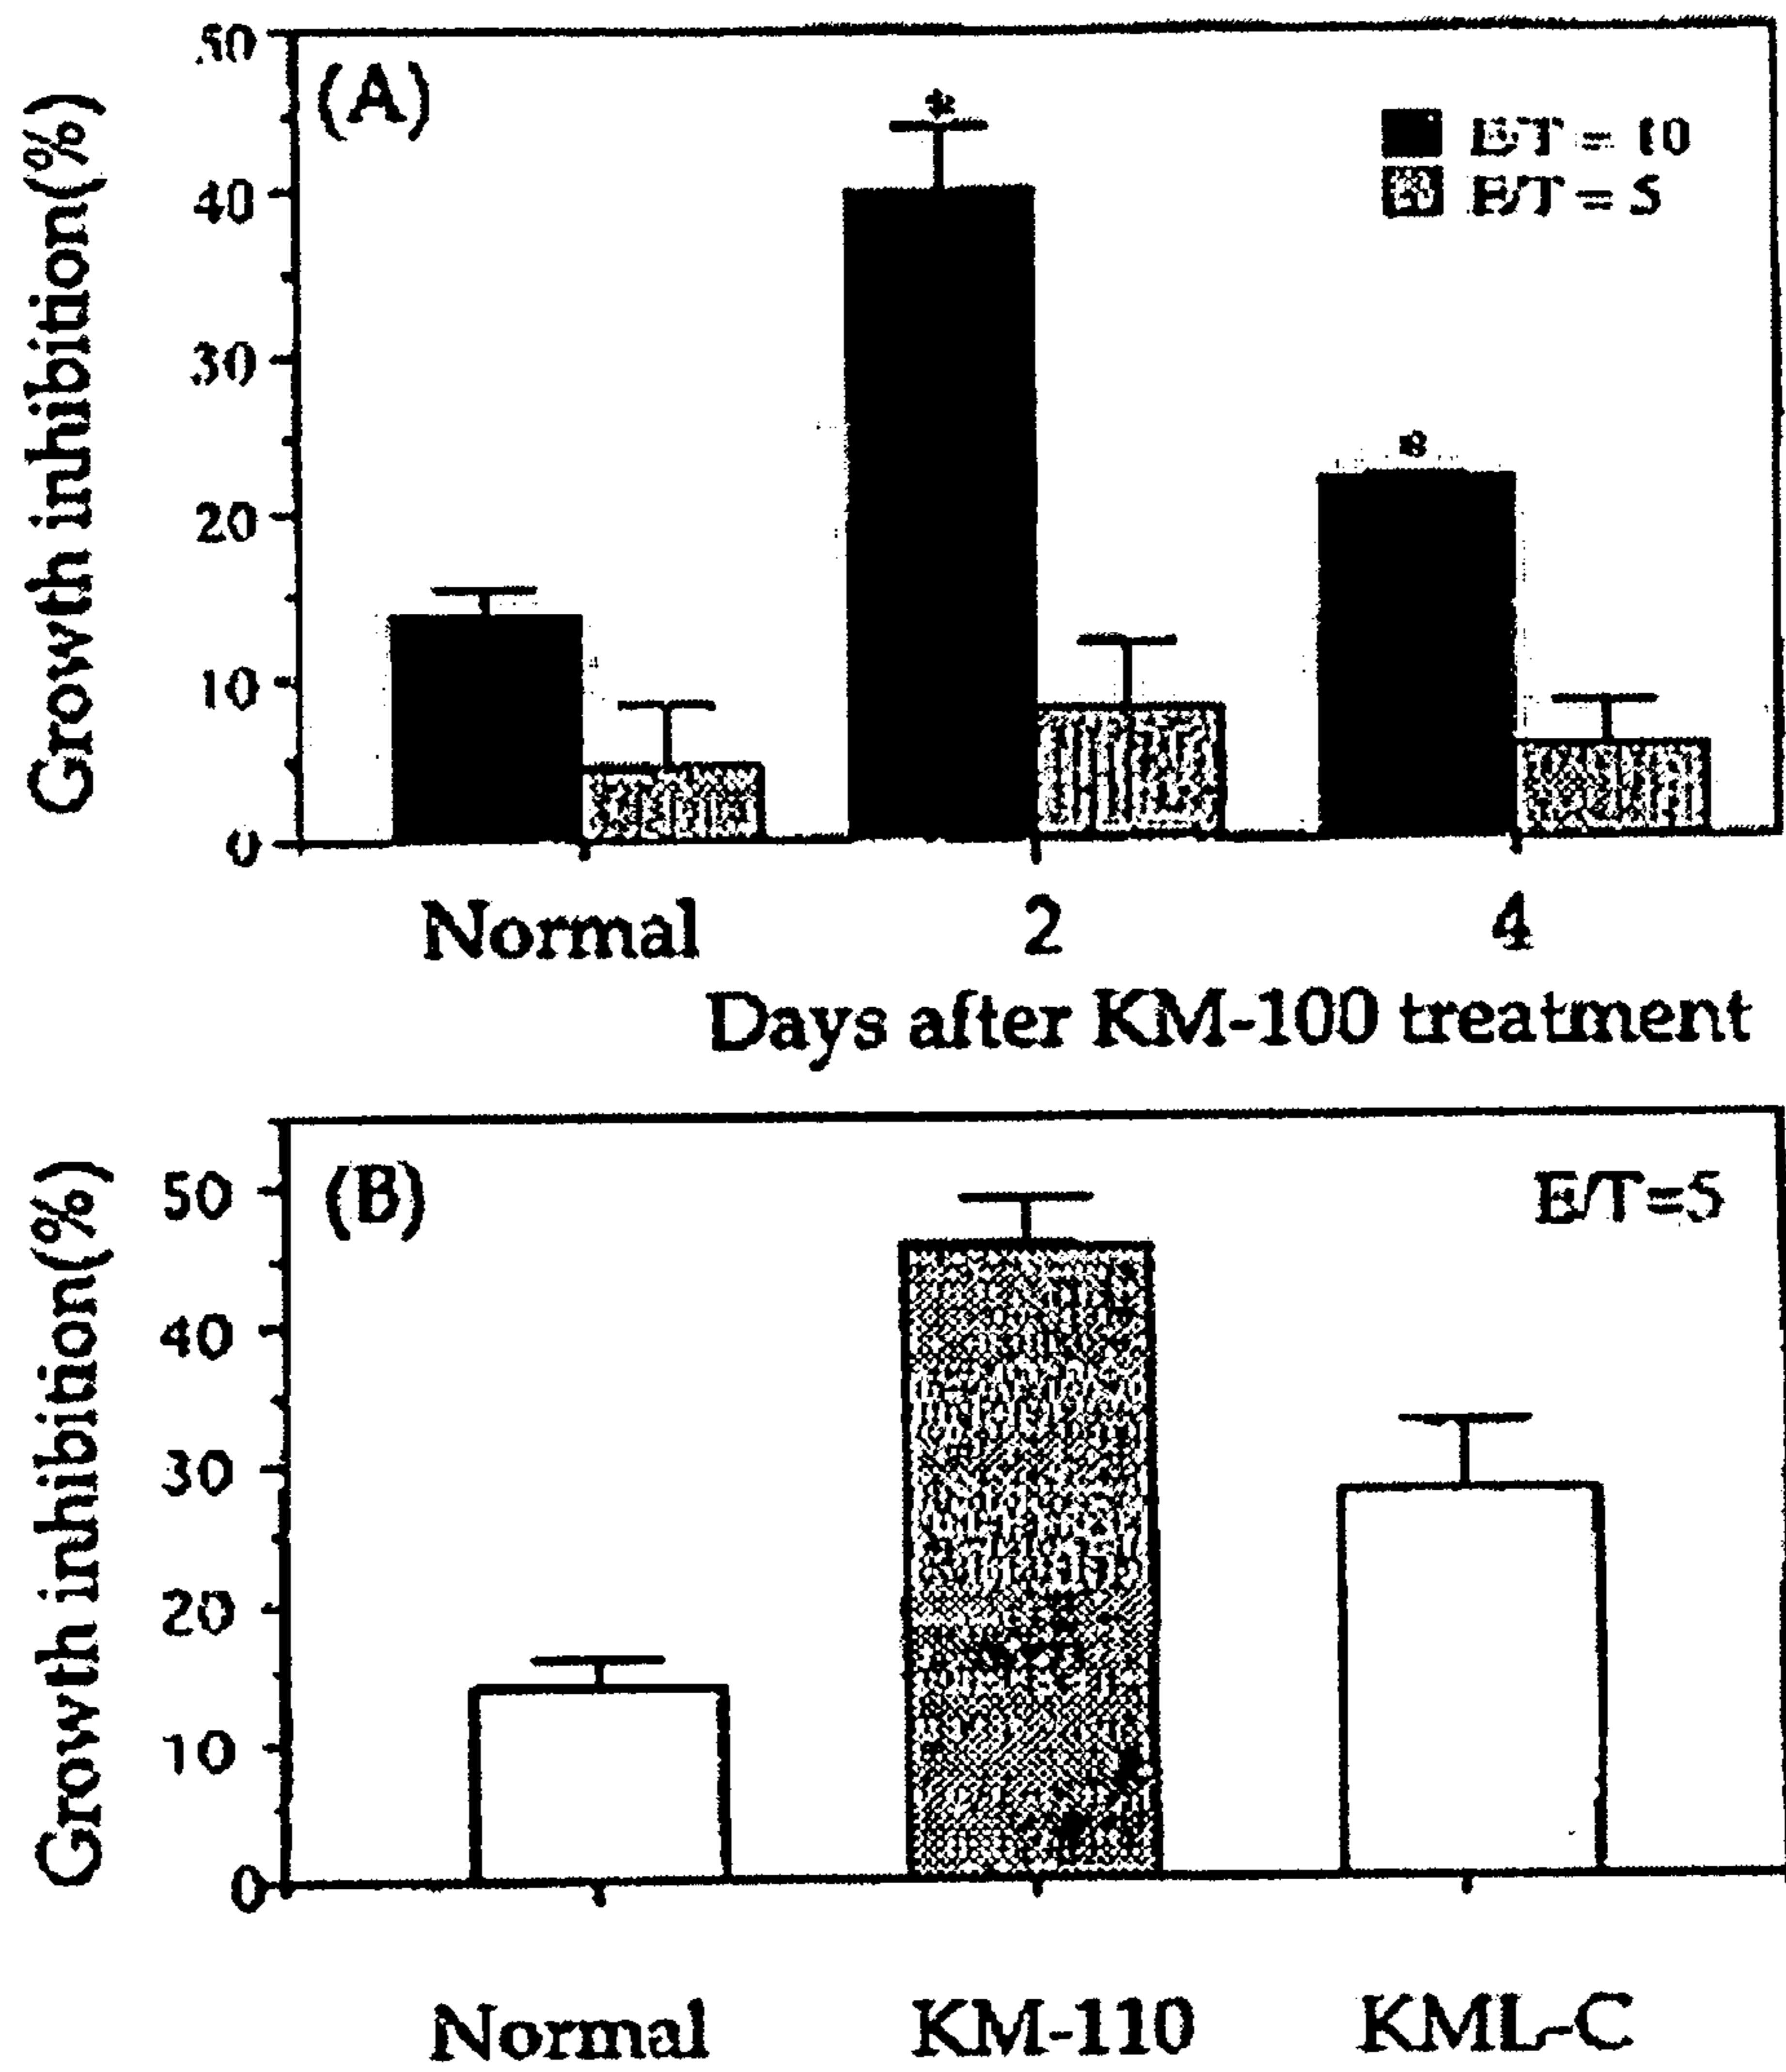 Growth inhibition(%)
50
40
30
20
10
0
(A)
*
*
E/T = 10
E/T = 5
Normal 2 4
Days after KM-100 treatment
Growth inhibition(%)
50
40
30
20
10
0
(B)
E/T=5
Normal KM-110 KML-C